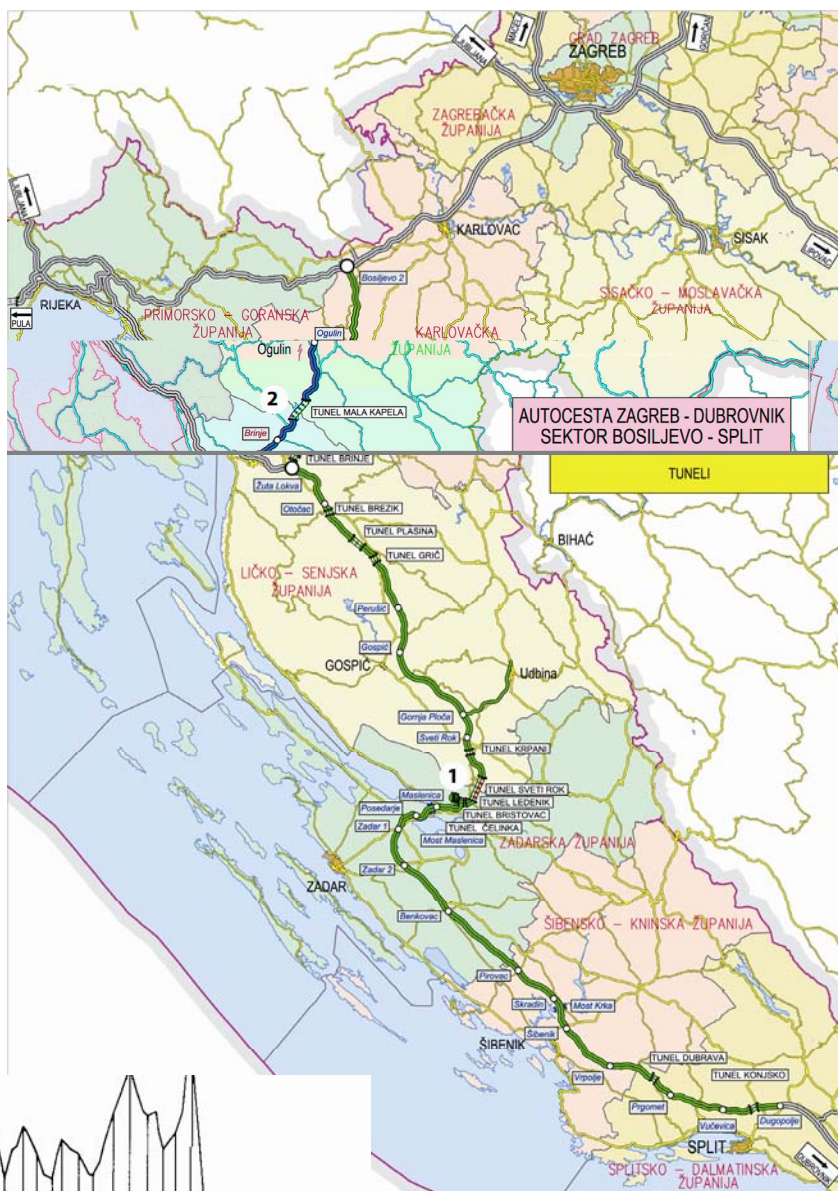 MACELJ
GORIČAN
LJUBLJANA
GRAD ZAGREB
ZAGREB
ZAGREBAČKA
ŽUPANIJA
LJUBLJANA
KARLOVAC
SISAK
LIPOVAC
Bosiljevo 2
RIJEKA
PULA
PRIMORSKO – GORANSKA
ŽUPANIJA
SISAČKO – MOSLAVAČKA
ŽUPANIJA
KARLOVAČKA
ŽUPANIJA
Ogulin
Ogulin
2
TUNEL MALA KAPELA
Brinje
AUTOCESTA ZAGREB - DUBROVNIK
SEKTOR BOSILJEVO - SPLIT
TUNEL BRINJE
TUNELI
Žuta Lokva
Otočac
TUNEL BREZIK
TUNEL PLASINA
TUNEL GRIČ
BIHAĆ
LIČKO – SENJSKA
ŽUPANIJA
Perušić
Gospić
GOSPIĆ
Udbina
Gornja Ploča
Sveti Rok
TUNEL KRPANI
1
TUNEL SVETI ROK
Maslenica
TUNEL LEDENIK
Posedarje
TUNEL BRISTOVAC
Zadar 1
TUNEL ČELINKA
Most Maslenica
ZADARSKA ŽUPANIJA
Zadar 2
ZADAR
Benkovac
ŠIBENSKO – KNINSKA ŽUPANIJA
Pirovac
Skradin
Most Krka
Šibenik
ŠIBENIK
TUNEL DUBRAVA
Vrpolje
TUNEL KONJSKO
Prgomet
Vučevica
Dugopolje
SPLIT
DUBROVNIK
SPLITSKO – DALMATINSKA
ŽUPANIJA